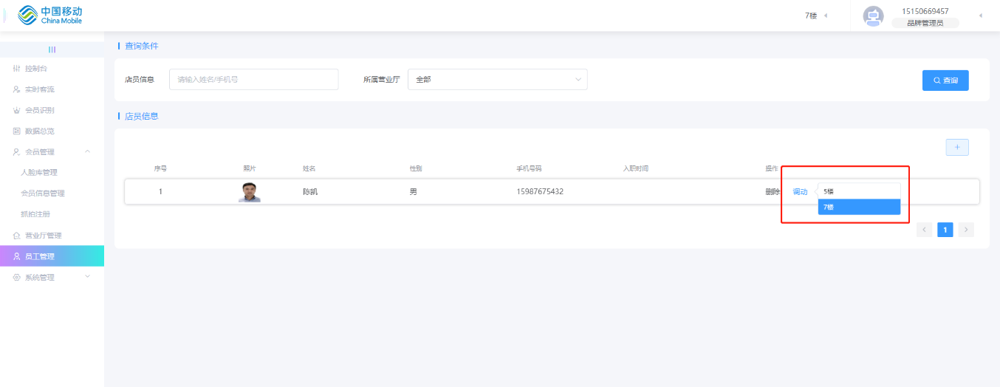 中国移动
China Mobile
7楼
15150669457
品牌管理员
控制台
实时客流
会员识别
数据总览
会员管理
人脸库管理
会员信息管理
抓拍注册
营业厅管理
员工管理
系统管理
查询条件
店员信息 请输入姓名/手机号 所属营业厅 全部 查询
店员信息
+
序号 照片 姓名 性别 手机号码 入职时间 操作
1 陈凯 男 15987675432 删除 调动 5楼
7楼
1